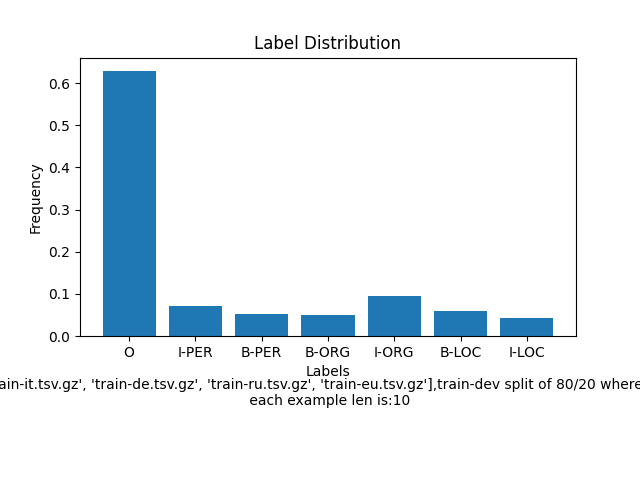 Label Distribution
Frequency
0.6
0.5
0.4
0.3
0.2
0.1
0.0
O I-PER B-PER B-ORG I-ORG B-LOC I-LOC
Labels
ain-it.tsv.gz', 'train-de.tsv.gz', 'train-ru.tsv.gz', 'train-eu.tsv.gz'],train-dev split of 80/20 where
each example len is:10